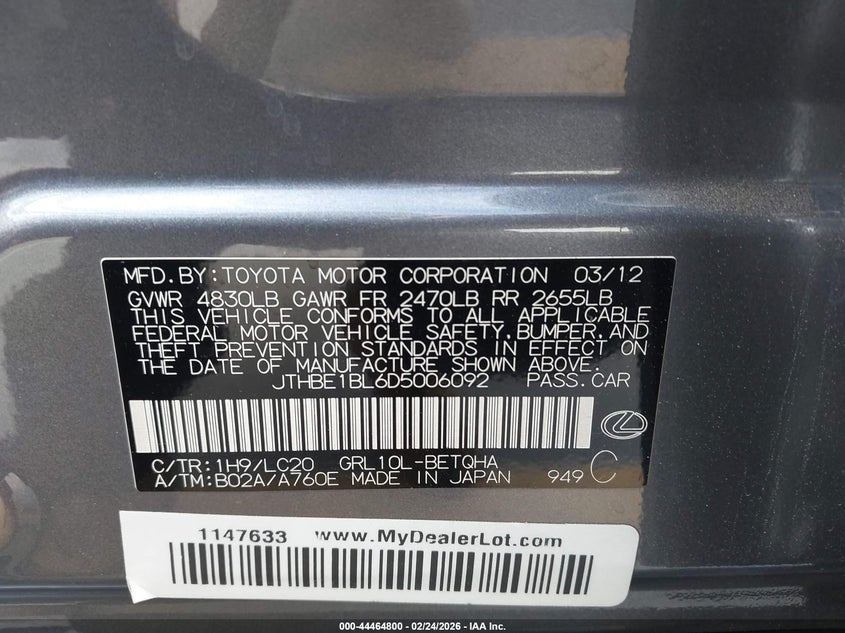 MFD.BY:TOYOTA MOTOR CORPORATION 03/12
GVWR 4830LB GAWR FR 2470LB RR 2655LB
THIS VEHICLE CONFORMS TO ALL APPLICABLE
FEDERAL MOTOR VEHICLE SAFETY,BUMPER,AND
THEFT PREVENTION STANDARDS IN EFFECT ON
THE DATE OF MANUFACTURE SHOWN ABOVE.
JTHBE1BL6D5006092 PASS.CAR
C/TR:1H9/LC20 GRL10L-BETQHA
A/TM:B02A/A760E MADE IN JAPAN 949 C
1147633 www.MyDealerLot.com
000-44464800 - 02/24/2026 - IAA Inc.